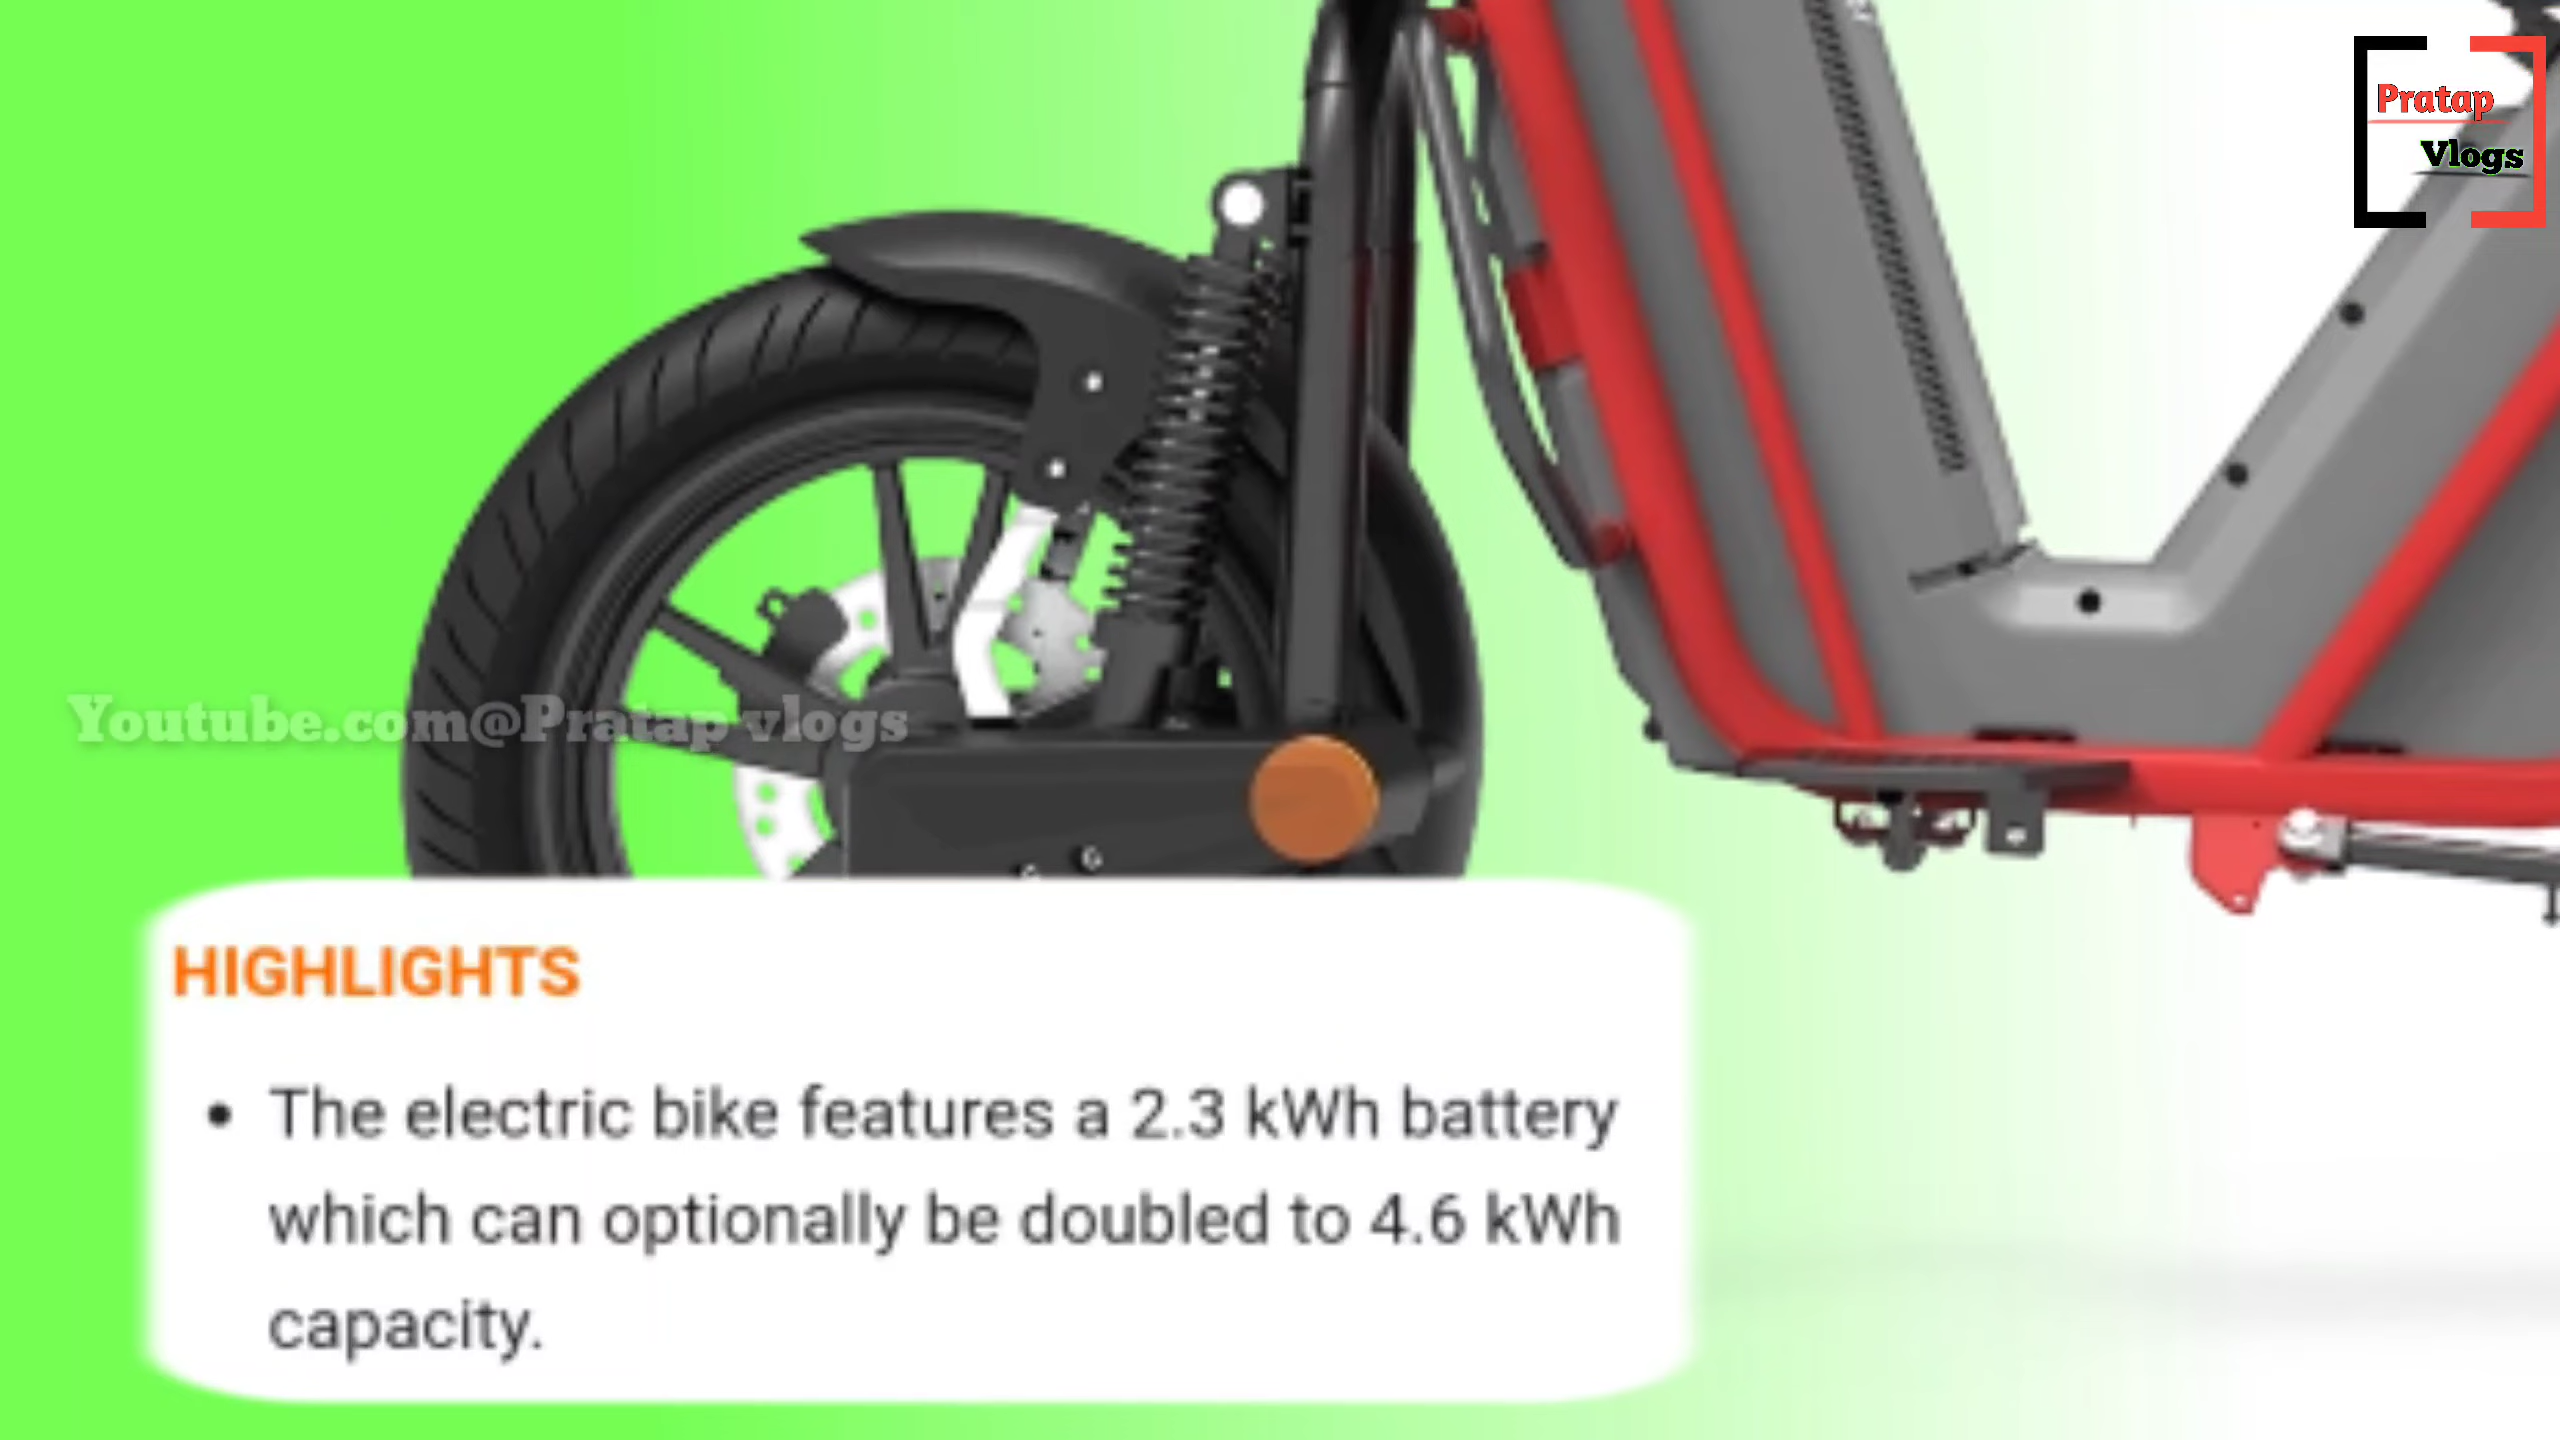 Pratap
Vlogs
Youtube.com@Pratap vlogs
HIGHLIGHTS
• The electric bike features a 2.3 kWh battery
which can optionally be doubled to 4.6 kWh
capacity.